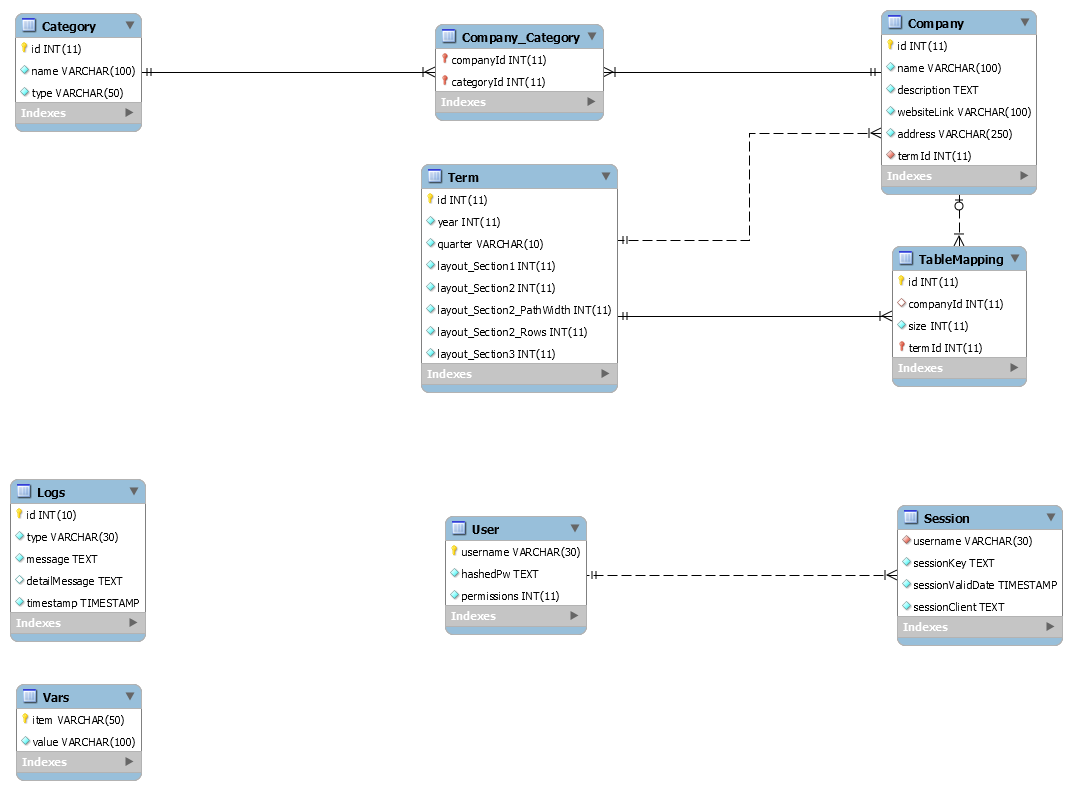 Category
id INT(11)
name VARCHAR(100)
type VARCHAR(50)
Indexes
Company_Category
companyId INT(11)
categoryId INT(11)
Indexes
Company
id INT(11)
name VARCHAR(100)
description TEXT
websiteLink VARCHAR(100)
address VARCHAR(250)
termId INT(11)
Indexes
Term
id INT(11)
year INT(11)
quarter VARCHAR(10)
layout_Section1 INT(11)
layout_Section2 INT(11)
layout_Section2_PathWidth INT(11)
layout_Section2_Rows INT(11)
layout_Section3 INT(11)
Indexes
TableMapping
id INT(11)
companyId INT(11)
size INT(11)
termId INT(11)
Indexes
Logs
id INT(10)
type VARCHAR(30)
message TEXT
detailMessage TEXT
timestamp TIMESTAMP
Indexes
User
username VARCHAR(30)
hashedPw TEXT
permissions INT(11)
Indexes
Session
username VARCHAR(30)
sessionKey TEXT
sessionValidDate TIMESTAMP
sessionClient TEXT
Indexes
Vars
item VARCHAR(50)
value VARCHAR(100)
Indexes